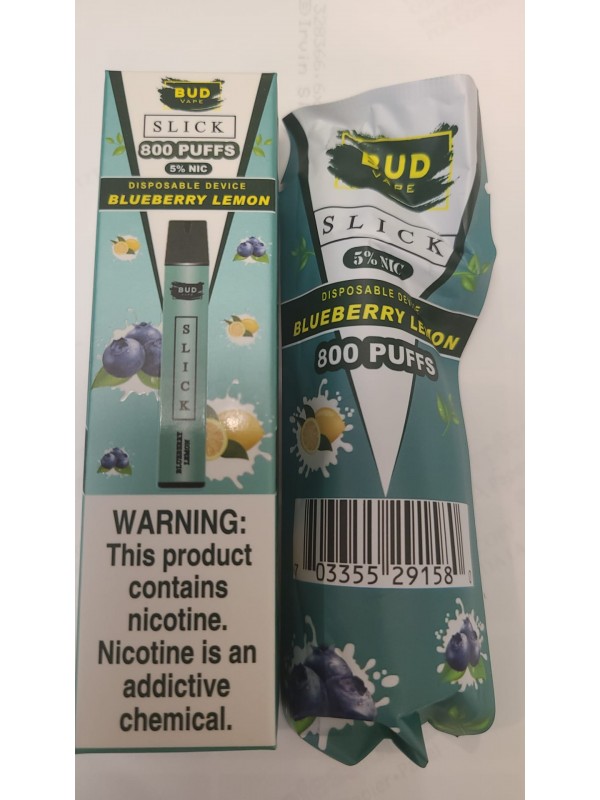 BUD
VAPE
SLICK
800 PUFFS
5% NIC
DISPOSABLE DEVICE
BLUEBERRY LEMON
BUD
SLICK
BLUEBERRY
LEMON
WARNING:
This product
contains
nicotine.
Nicotine is an
addictive
chemical.
BUD
VAPE
SLICK
5% NIC
DISPOSABLE
BLUEBERRY LEMON
800 PUFFS
7 03355 29158